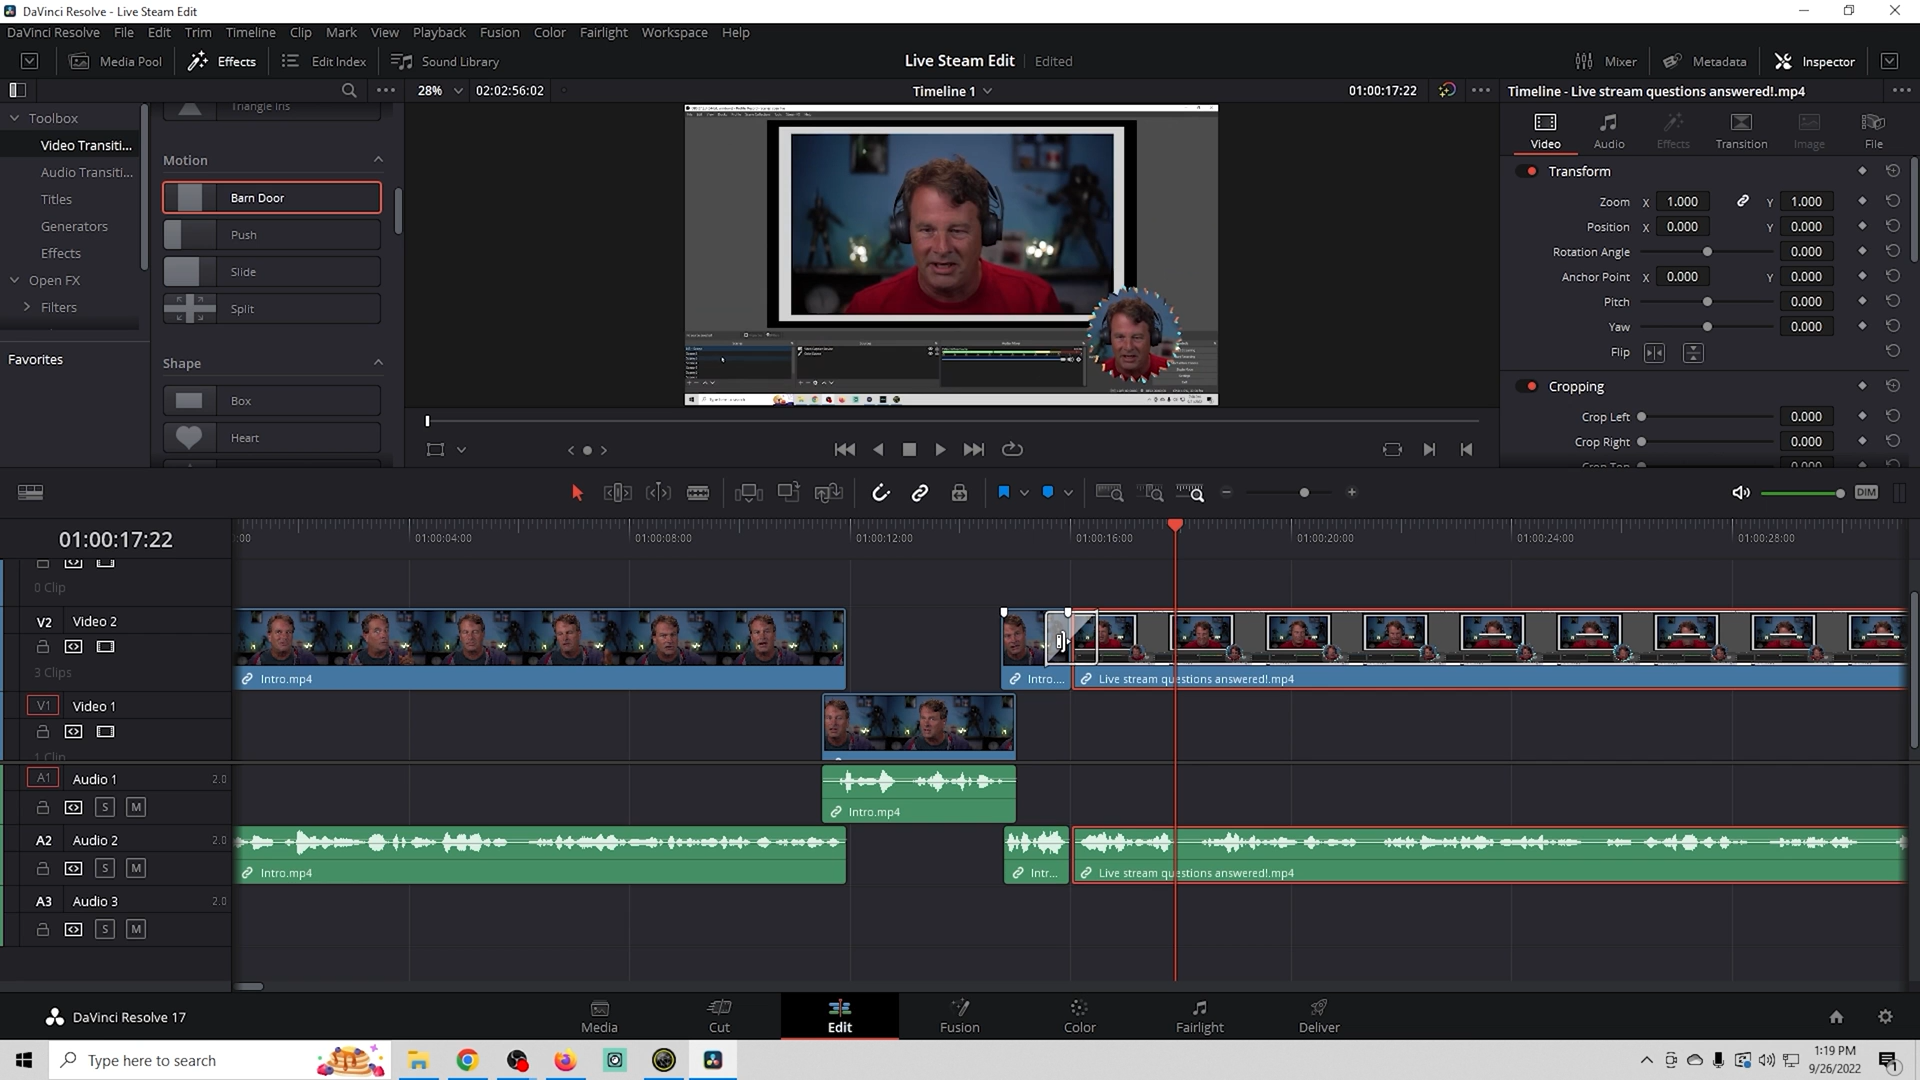 DaVinci Resolve - Live Steam Edit
DaVinci Resolve File Edit Trim Timeline Clip Mark View Playback Fusion Color Fairlight Workspace Help
Media Pool Effects Edit Index Sound Library Live Steam Edit Edited Mixer Metadata Inspector
28% 02:02:56:02 Timeline 1 01:00:17:22 Timeline - Live stream questions answered!.mp4
Toolbox
Video Transiti...
Audio Transiti...
Titles
Generators
Effects
Open FX
Filters
Favorites
Triangle Iris
Motion
Barn Door
Push
Slide
Split
Shape
Box
Heart
Video Audio Effects Transition Image File
Transform
Zoom X 1.000 Y 1.000
Position X 0.000 Y 0.000
Rotation Angle 0.000
Anchor Point X 0.000 Y 0.000
Pitch 0.000
Yaw 0.000
Flip
Cropping
Crop Left 0.000
Crop Right 0.000
Crop Top 0.000
DIM
01:00:17:22
:00 01:00:04:00 01:00:08:00 01:00:12:00 01:00:16:00 01:00:20:00 01:00:24:00 01:00:28:00
0 Clip
V2 Video 2
3 Clips
Intro.mp4 Intro.... Live stream questions answered!.mp4
V1 Video 1
1 Clip
A1 Audio 1 2.0
S M
Intro.mp4
A2 Audio 2 2.0
S M
Intro.mp4 Intr... Live stream questions answered!.mp4
A3 Audio 3 2.0
S M
DaVinci Resolve 17
Media Cut Edit Fusion Color Fairlight Deliver
Type here to search
1:19 PM
9/26/2022
1